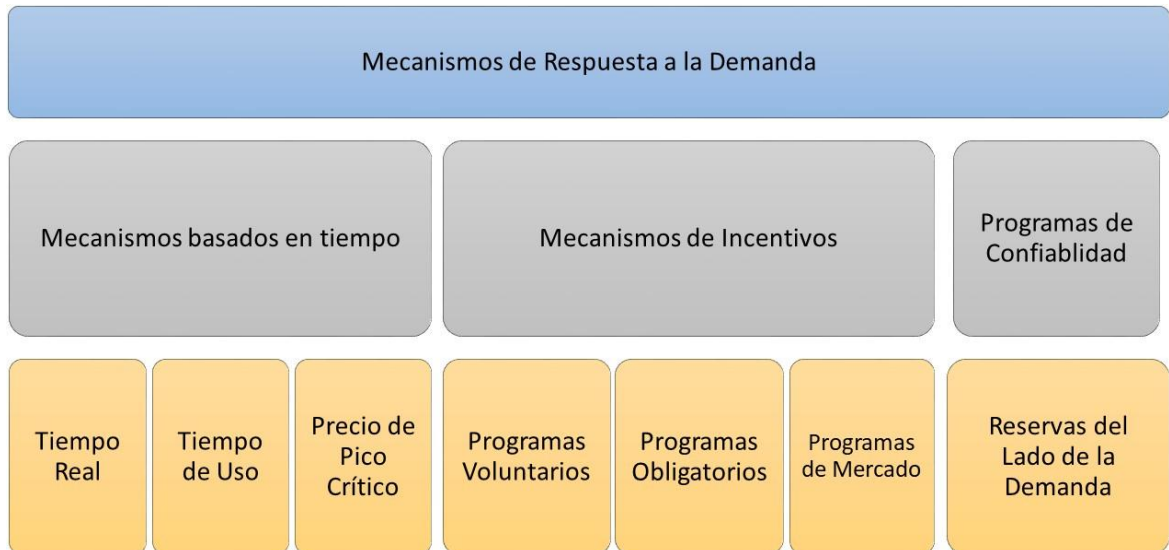 Mecanismos de Respuesta a la Demanda
Mecanismos basados en tiempo
Mecanismos de Incentivos
Programas de
Confiablidad
Tiempo
Real
Tiempo
de Uso
Precio de
Pico
Crítico
Programas
Voluntarios
Programas
Obligatorios
Programas
de Mercado
Reservas del
Lado de la
Demanda